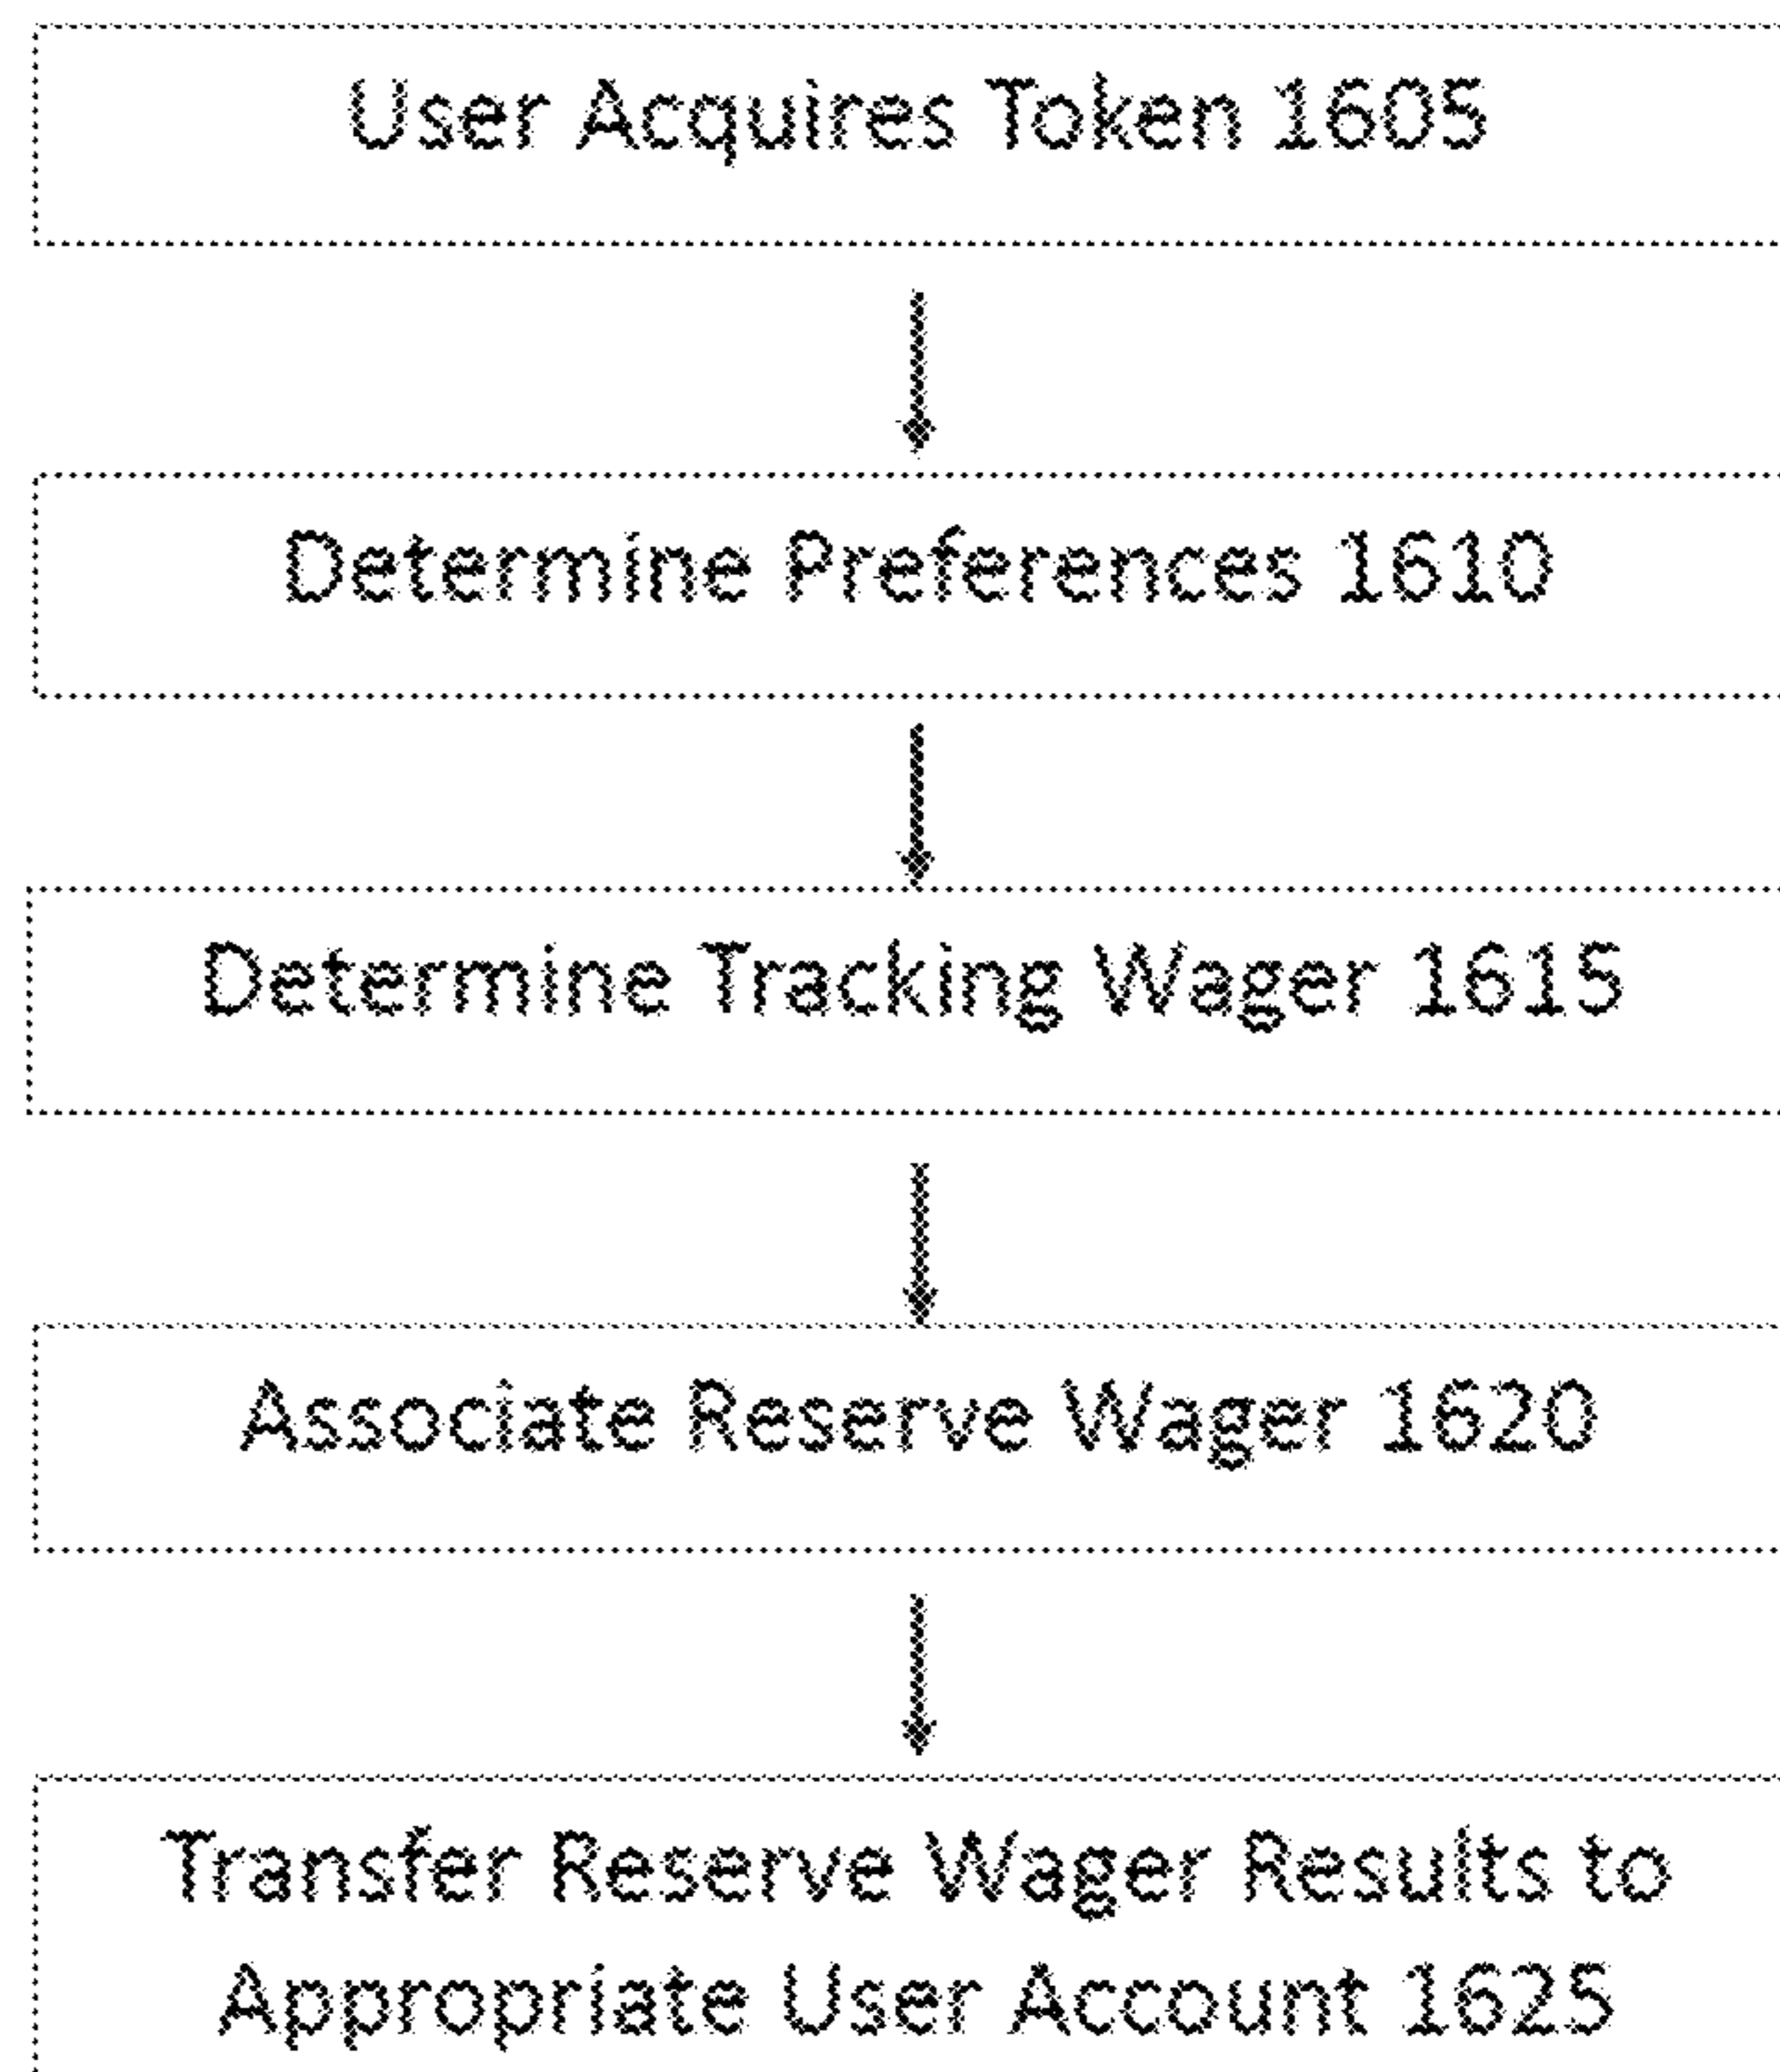 User Acquires Token 1605
Determine Preferences 1610
Determine Tracking Wager 1615
Associate Reserve Wager 1620
Transfer Reserve Wager Results to
Appropriate User Account 1625